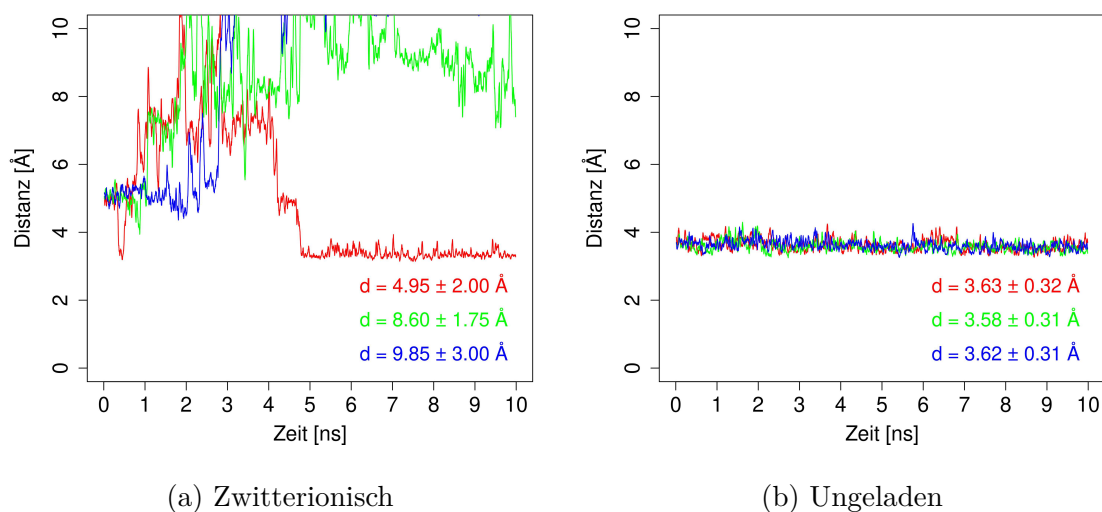 Distanz [Å]
10
8
6
4
2
0
d = 4.95 ± 2.00 Å
d = 8.60 ± 1.75 Å
d = 9.85 ± 3.00 Å
0 1 2 3 4 5 6 7 8 9 10
Zeit [ns]
(a) Zwitterionisch
Distanz [Å]
10
8
6
4
2
0
d = 3.63 ± 0.32 Å
d = 3.58 ± 0.31 Å
d = 3.62 ± 0.31 Å
0 1 2 3 4 5 6 7 8 9 10
Zeit [ns]
(b) Ungeladen